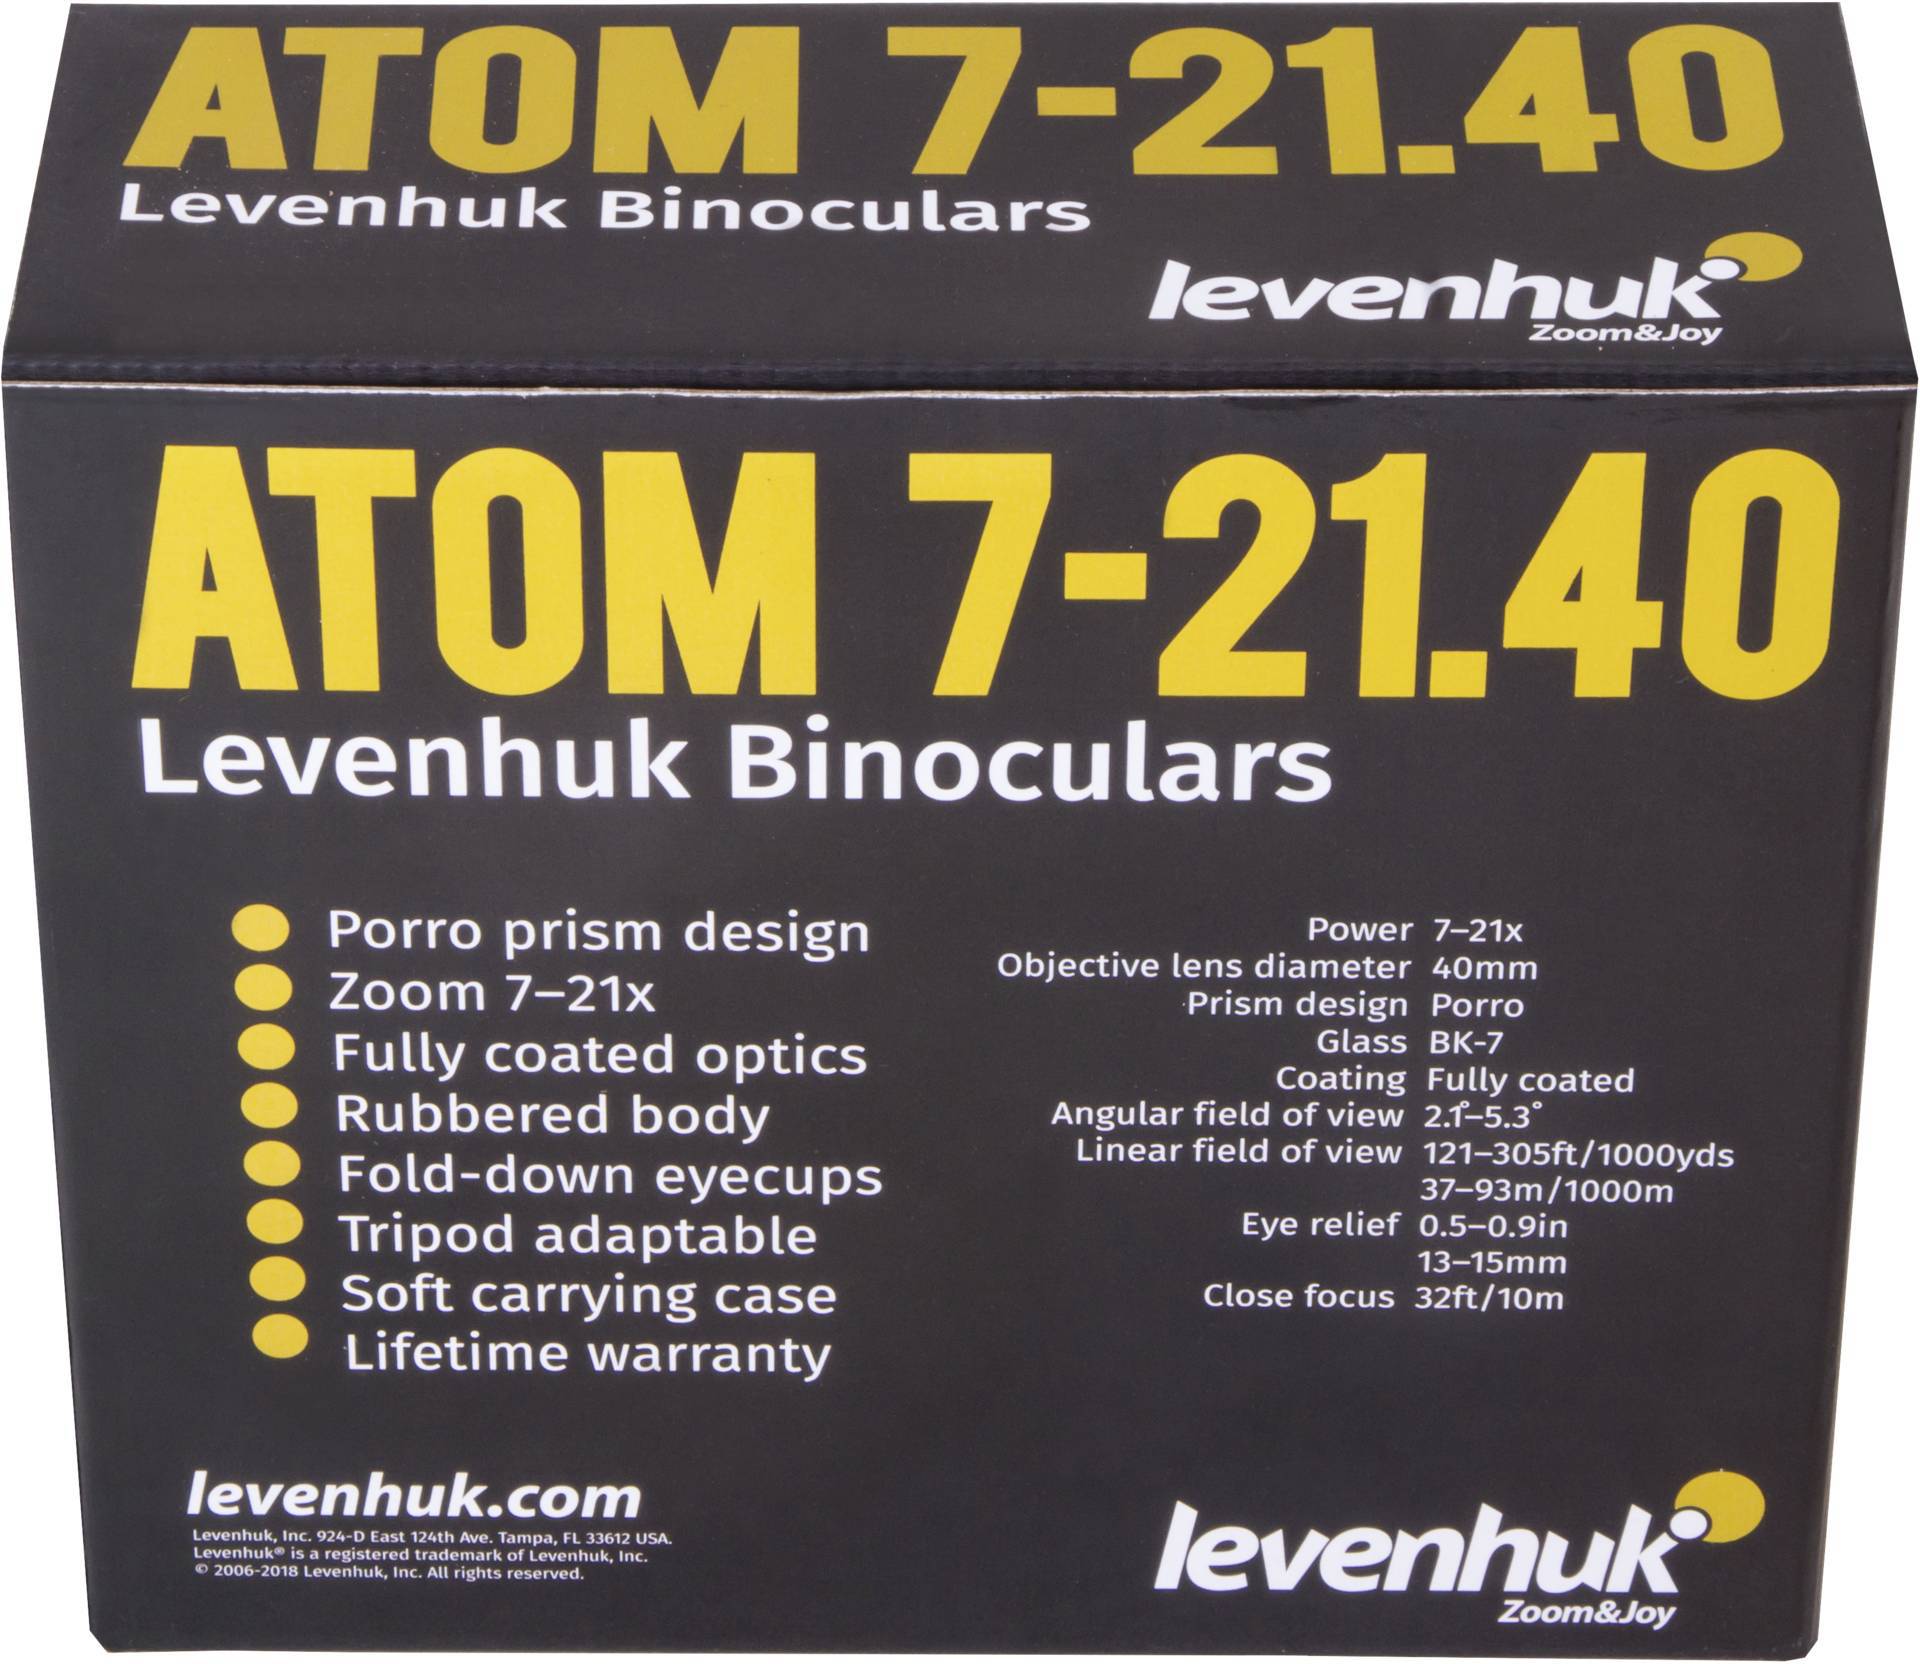 ATOM 7-21.40
Levenhuk Binoculars
levenhuk
Zoom&Joy
ATOM 7-21.40
Levenhuk Binoculars
Porro prism design
Zoom 7–21x
Fully coated optics
Rubbered body
Fold-down eyecups
Tripod adaptable
Soft carrying case
Lifetime warranty
Power 7–21x
Objective lens diameter 40mm
Prism design Porro
Glass BK-7
Coating Fully coated
Angular field of view 2.1°–5.3°
Linear field of view 121–305ft/1000yds
37–93m/1000m
Eye relief 0.5–0.9in
13–15mm
Close focus 32ft/10m
levenhuk.com
Levenhuk, Inc. 924-D East 124th Ave. Tampa, FL 33612 USA.
Levenhuk® is a registered trademark of Levenhuk, Inc.
© 2006-2018 Levenhuk, Inc. All rights reserved.
levenhuk
Zoom&Joy